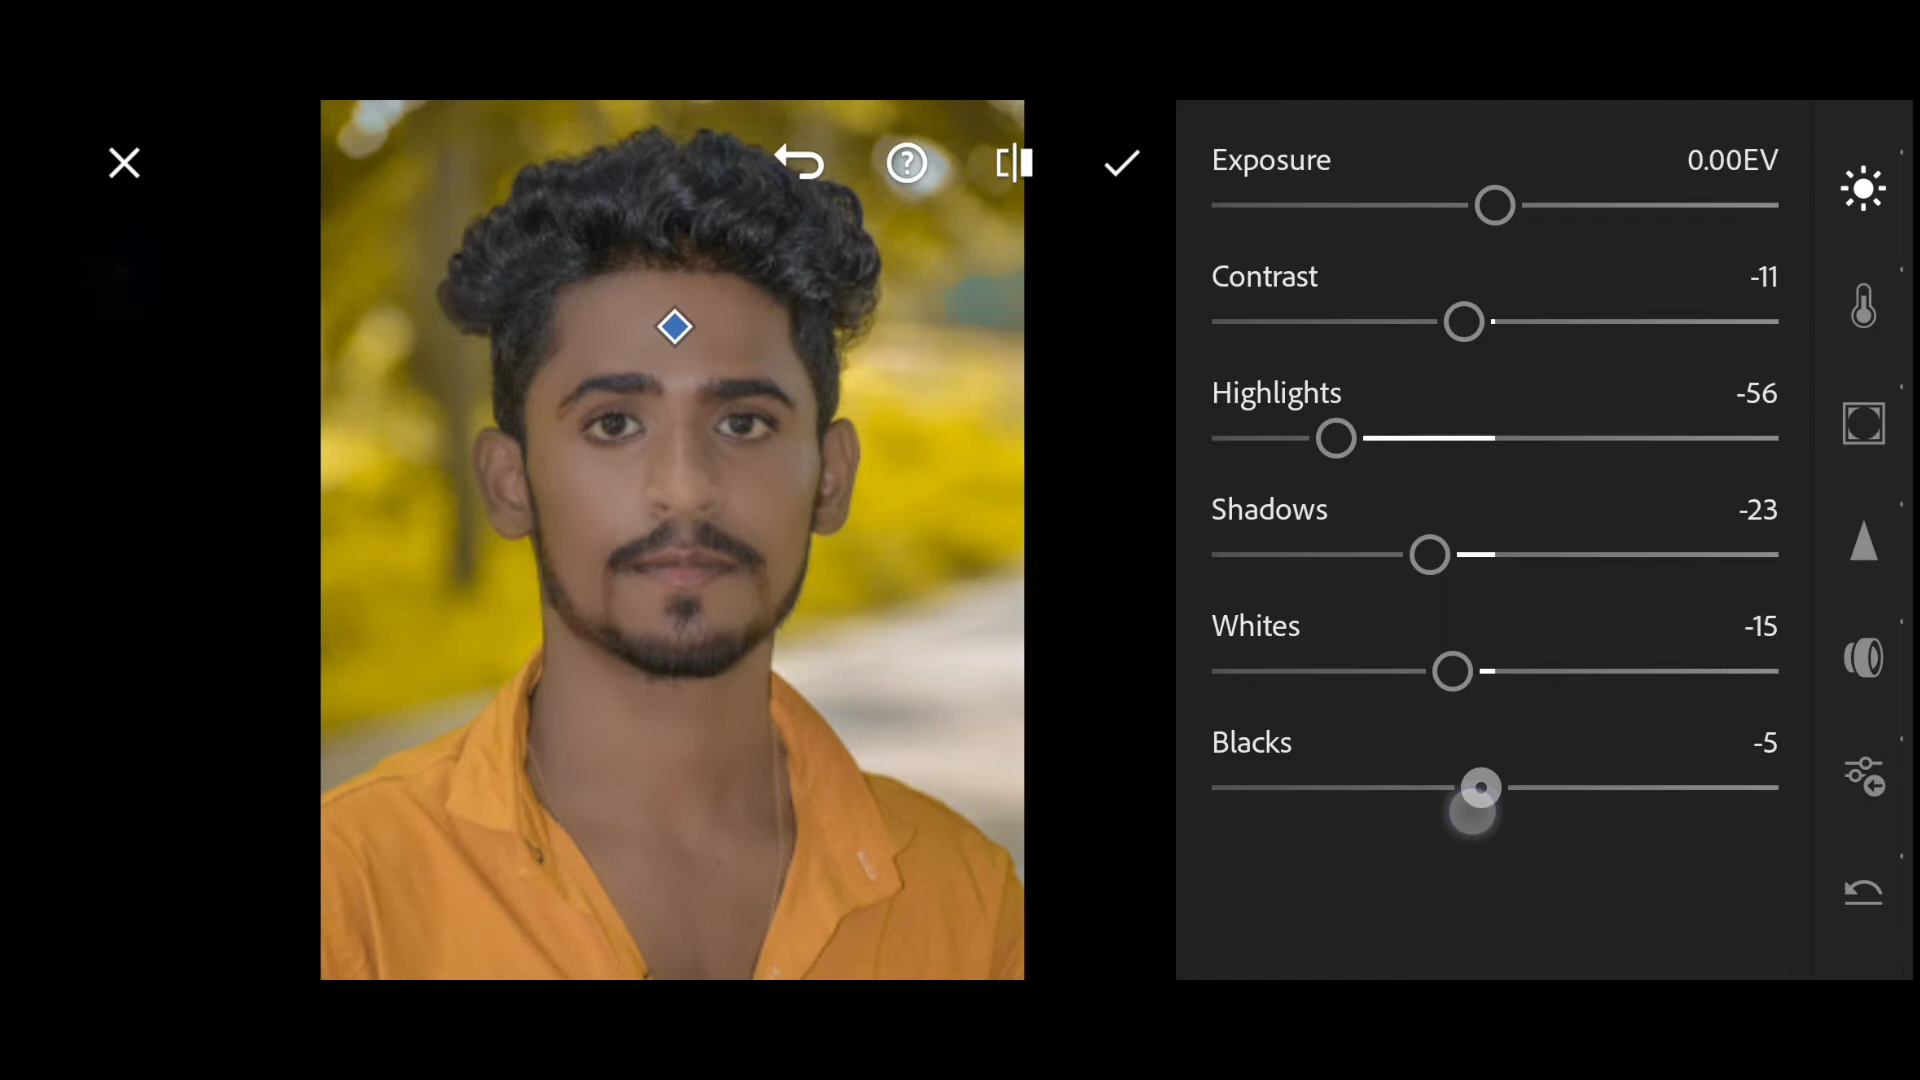 Exposure 0.00EV
Contrast -11
Highlights -56
Shadows -23
Whites -15
Blacks -5